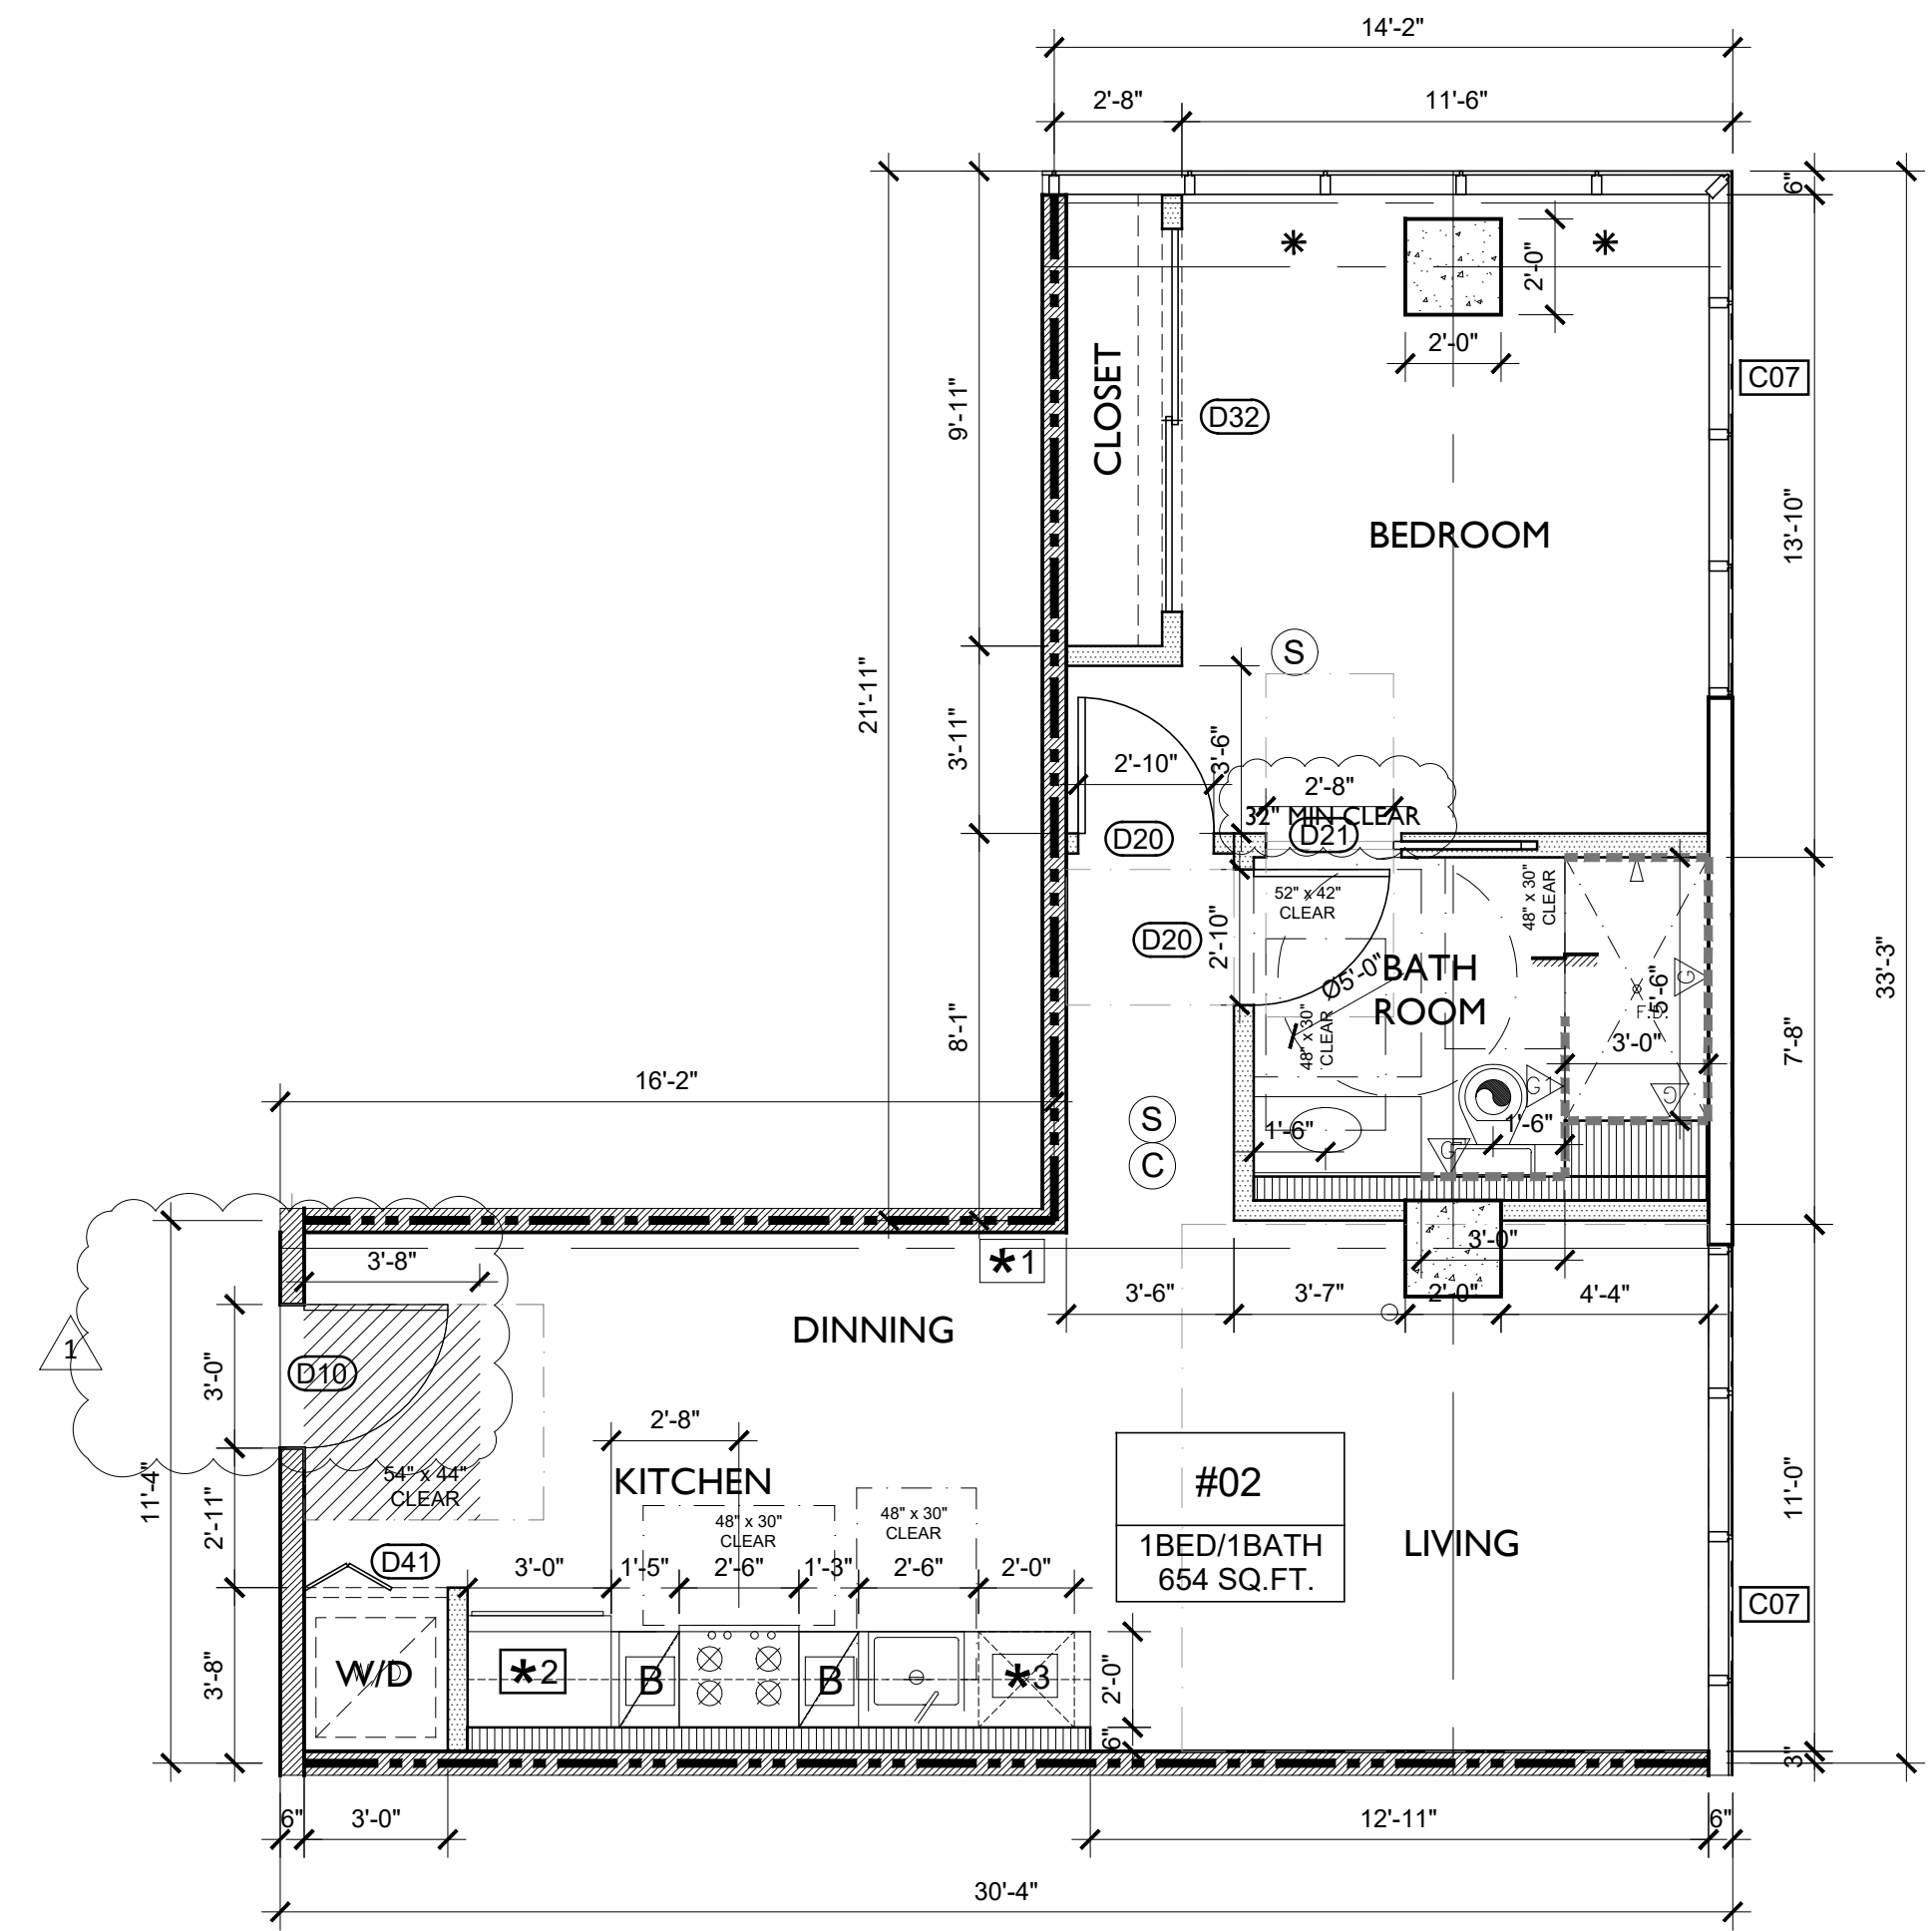 14'-2"
2'-8"
11'-6"
6"
2'-0"
2'-0"
C07
CLOSET
D32
9'-11"
BEDROOM
13'-10"
21'-11"
S
3'-11"
2'-10"
3'-6"
2'-8"
32" MIN CLEAR
D20
D21
52" x 42"
CLEAR
48" x 30"
CLEAR
D20
2'-10"
Ø5'-0"
BATH
ROOM
5'-6"
F.D.
G
33'-3"
8'-1"
48" x 30"
CLEAR
3'-0"
7'-8"
16'-2"
G
G
S
1'-6"
1'-6"
C
3'-8"
*1
3'-0"
3'-6"
3'-7"
2'-0"
4'-4"
DINNING
1
3'-0"
D10
2'-8"
11'-4"
54" x 44"
CLEAR
KITCHEN
#02
11'-0"
2'-11"
48" x 30"
CLEAR
48" x 30"
CLEAR
1BED/1BATH
654 SQ.FT.
LIVING
D41
3'-0"
1'-5"
2'-6"
1'-3"
2'-6"
2'-0"
C07
3'-8"
W/D
*2
B
B
*3
2'-0"
6"
3"
6"
3'-0"
12'-11"
6"
30'-4"